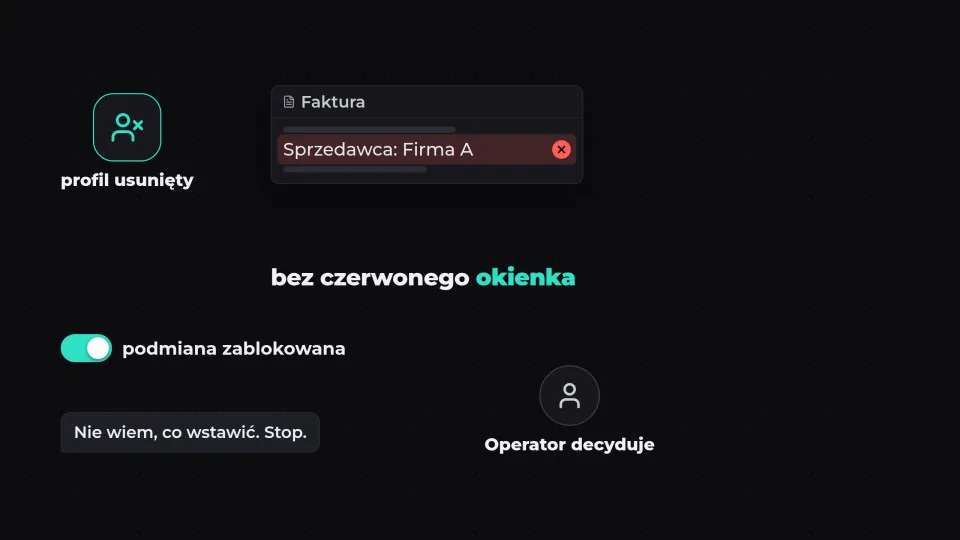 Faktura
Sprzedawca: Firma A
profil usunięty
bez czerwonego okienka
podmiana zablokowana
Nie wiem, co wstawić. Stop.
Operator decyduje